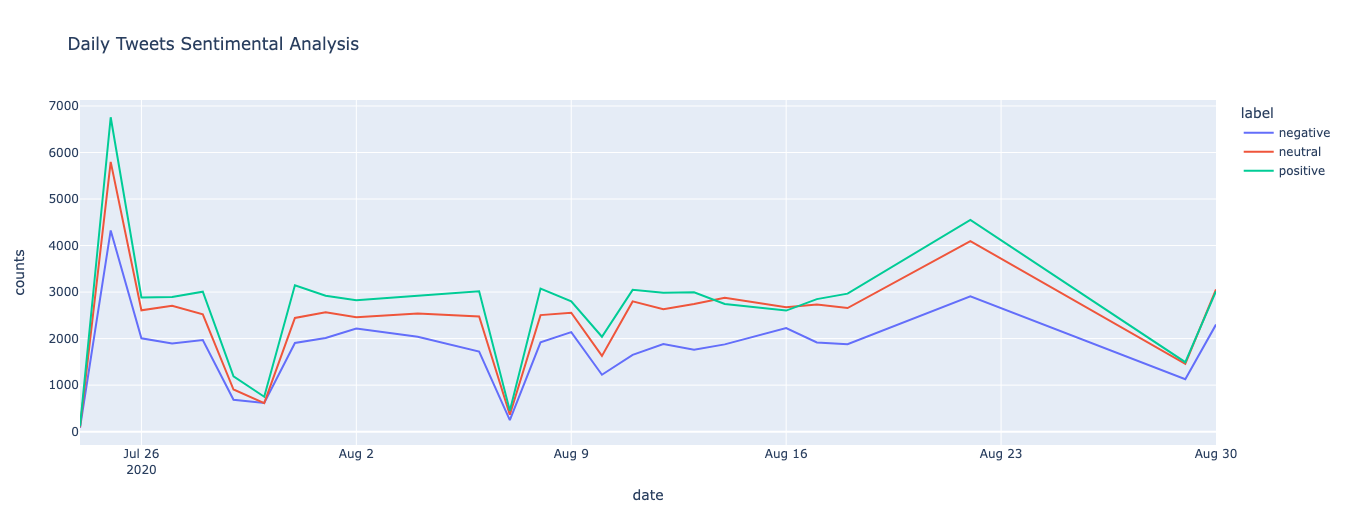 Daily Tweets Sentimental Analysis
label
negative
neutral
positive
counts
7000
6000
5000
4000
3000
2000
1000
0
Jul 26 Aug 2 Aug 9 Aug 16 Aug 23 Aug 30
2020
date